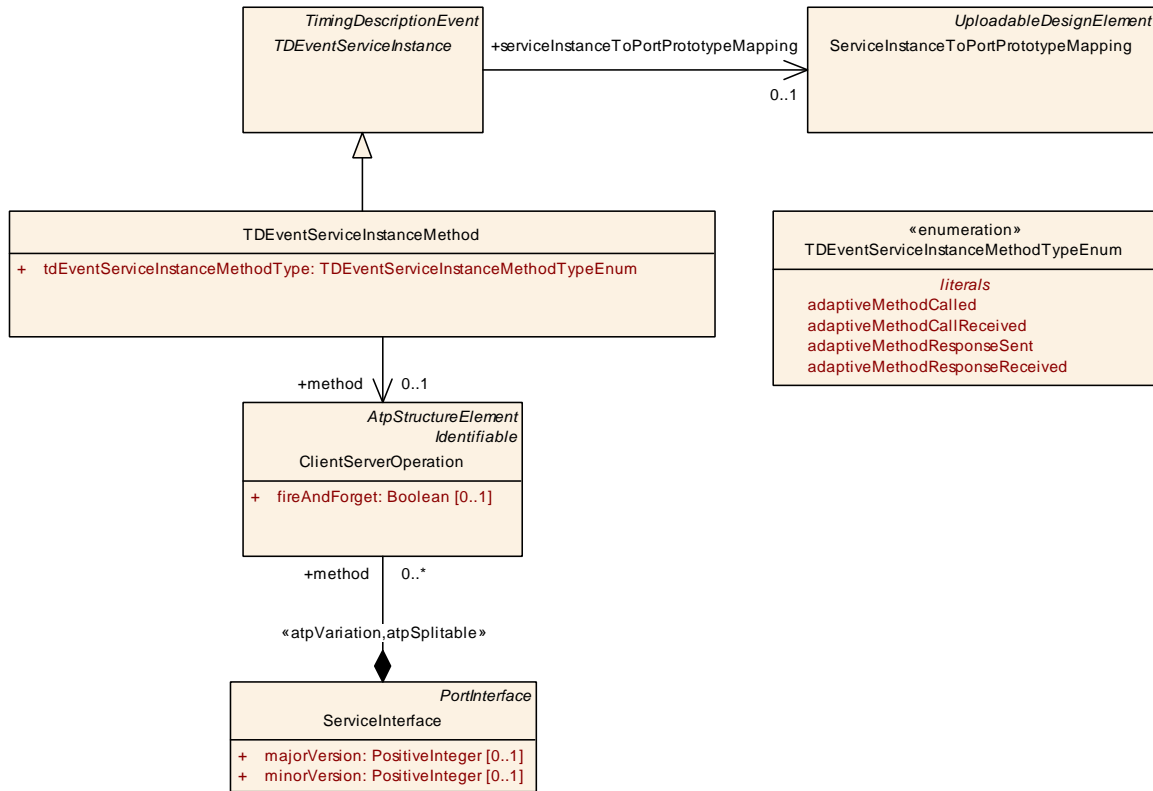 TimingDescriptionEvent
TDEventServiceInstance
+serviceInstanceToPortPrototypeMapping
0..1
UploadableDesignElement
ServiceInstanceToPortPrototypeMapping
TDEventServiceInstanceMethod
+ tdEventServiceInstanceMethodType: TDEventServiceInstanceMethodTypeEnum
«enumeration»
TDEventServiceInstanceMethodTypeEnum
literals
adaptiveMethodCalled
adaptiveMethodCallReceived
adaptiveMethodResponseSent
adaptiveMethodResponseReceived
+method 0..1
AtpStructureElement
Identifiable
ClientServerOperation
+ fireAndForget: Boolean [0..1]
+method 0..*
«atpVariation,atpSplitable»
PortInterface
ServiceInterface
+ majorVersion: PositiveInteger [0..1]
+ minorVersion: PositiveInteger [0..1]